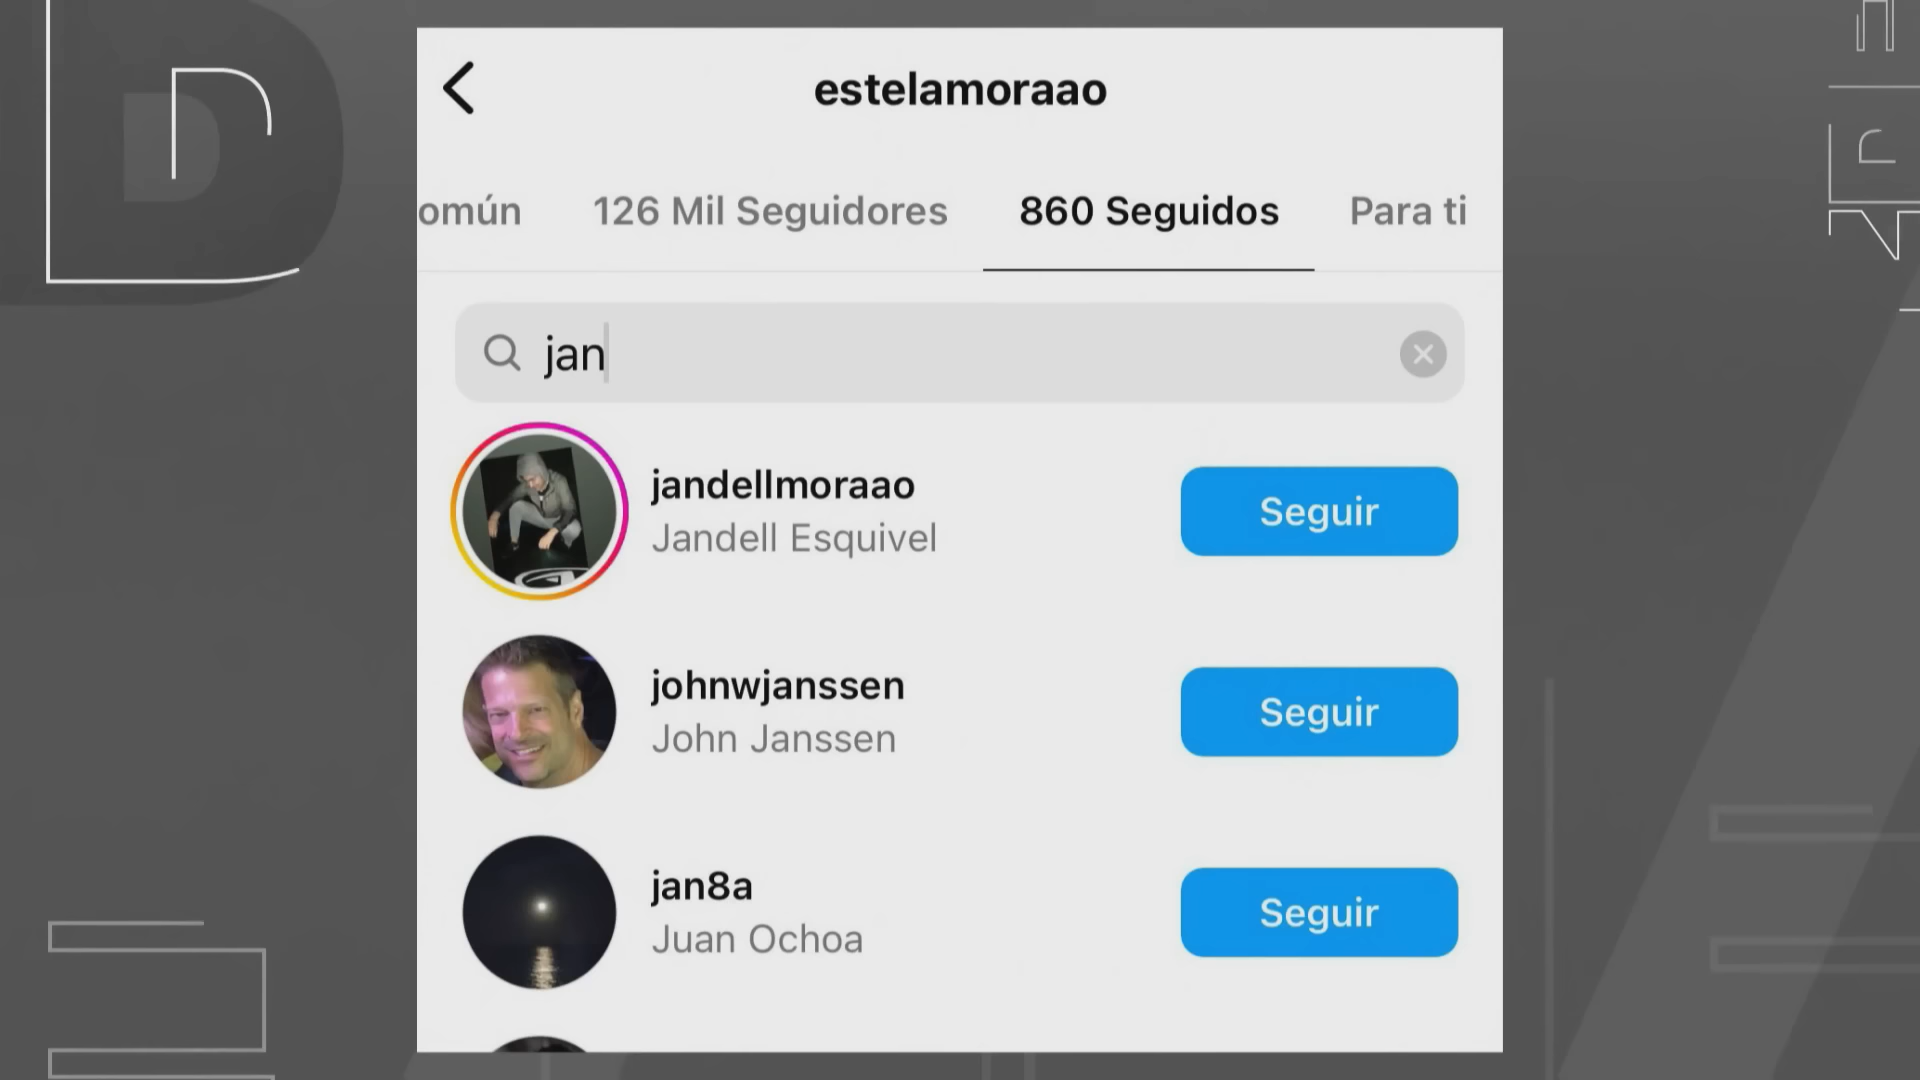 estelamoraao
omún 126 Mil Seguidores 860 Seguidos Para ti
jan
jandellmoraao
Jandell Esquivel
Seguir
johnwjanssen
John Janssen
Seguir
jan8a
Juan Ochoa
Seguir